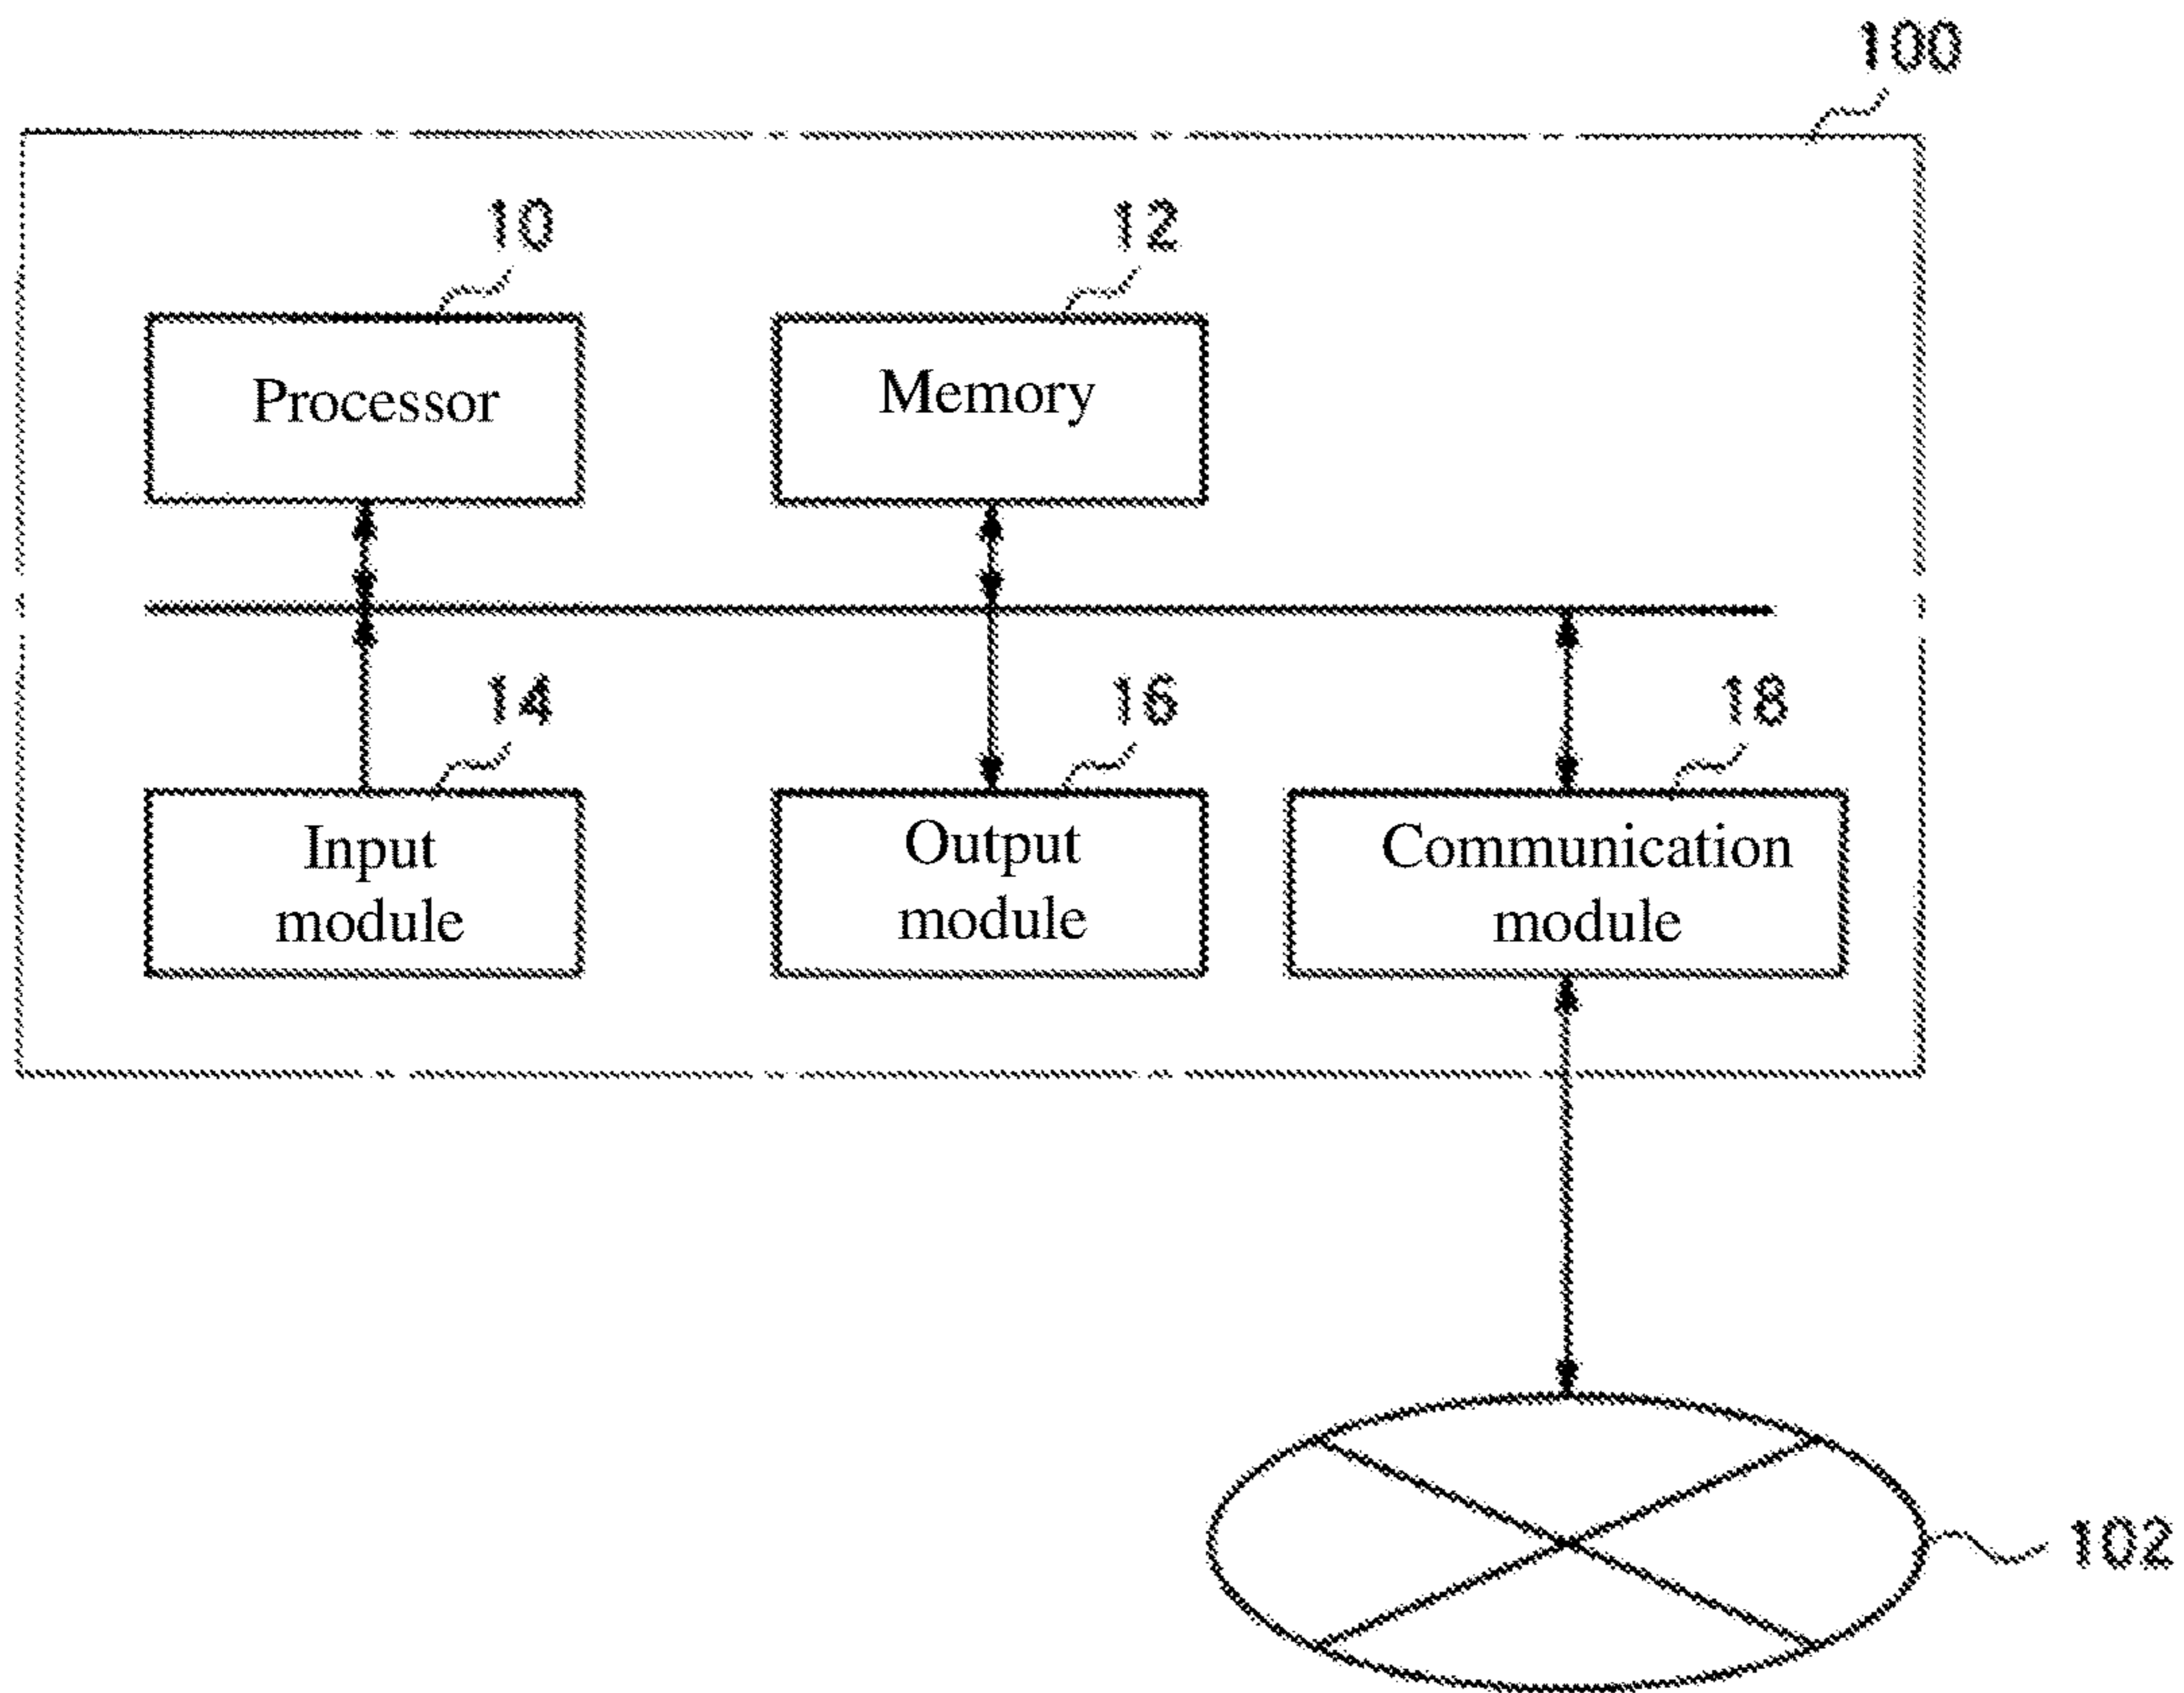 100
10
12
Processor
Memory
14
16
18
Input
module
Output
module
Communication
module
102